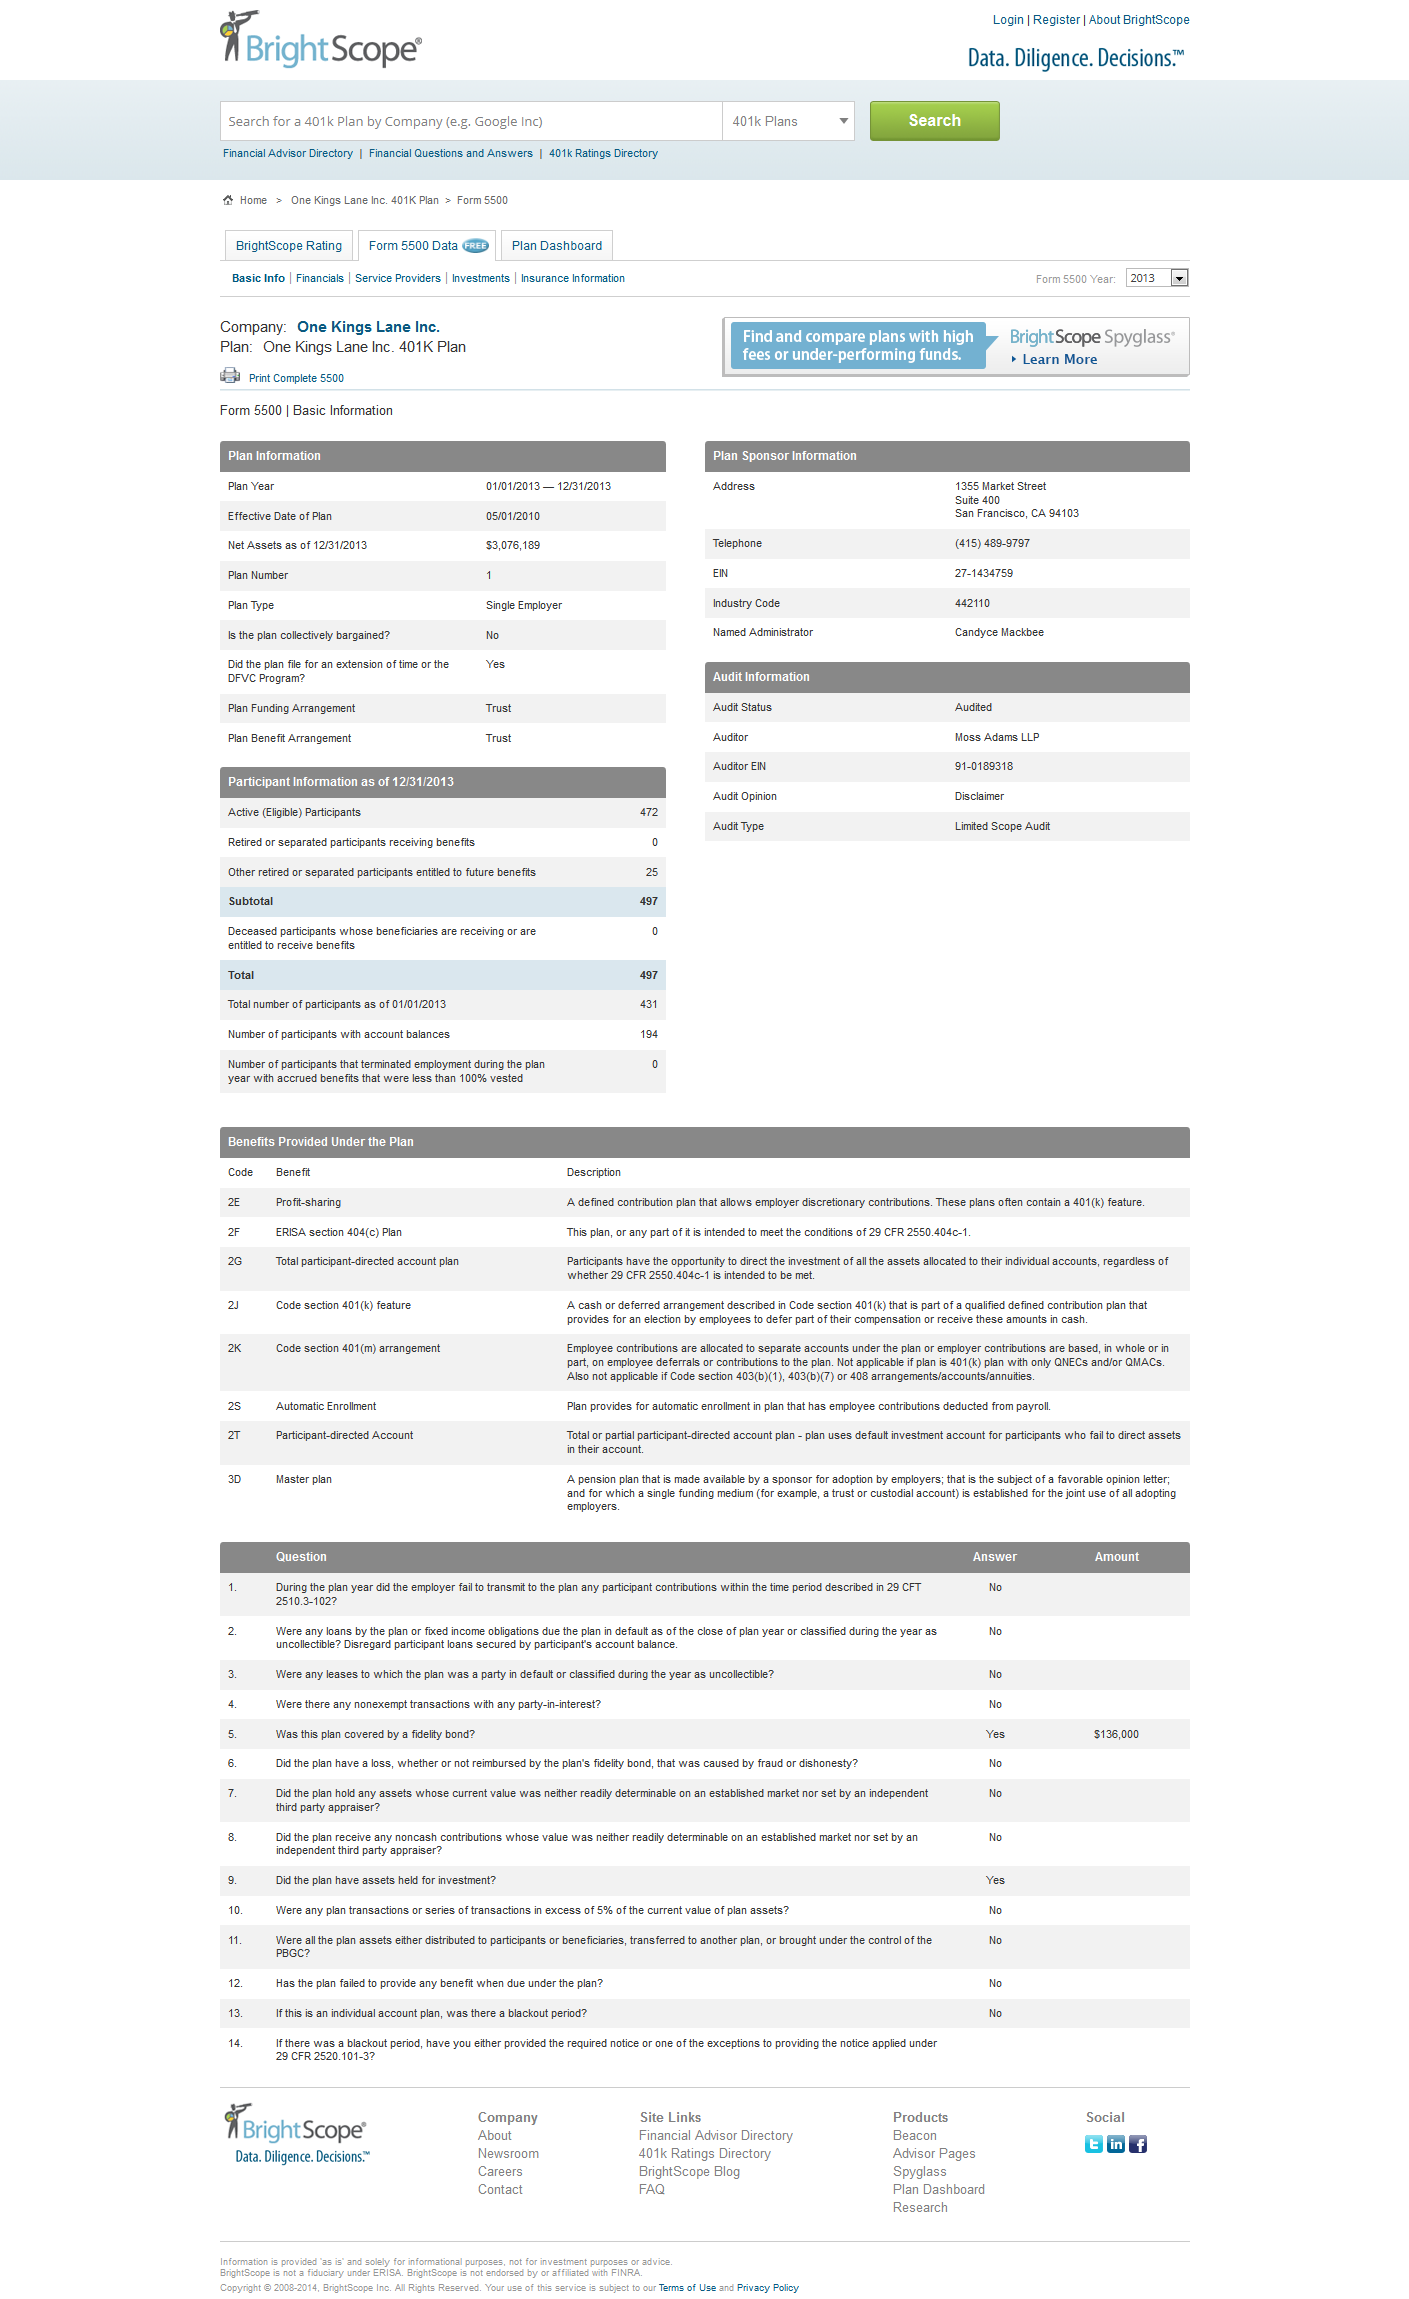 BrightScope®
Login | Register | About BrightScope
Data. Diligence. Decisions.™
Search for a 401k Plan by Company (e.g. Google Inc)
401k Plans
Search
Financial Advisor Directory | Financial Questions and Answers | 401k Ratings Directory
Home > One Kings Lane Inc. 401K Plan > Form 5500
BrightScope Rating
Form 5500 Data FREE
Plan Dashboard
Basic Info | Financials | Service Providers | Investments | Insurance Information
Form 5500 Year: 2013
Company: One Kings Lane Inc.
Plan: One Kings Lane Inc. 401K Plan
Print Complete 5500
Find and compare plans with high
fees or under-performing funds.
BrightScope Spyglass®
Learn More
Form 5500 | Basic Information
Plan Information
Plan Year 01/01/2013 — 12/31/2013
Effective Date of Plan 05/01/2010
Net Assets as of 12/31/2013 $3,076,189
Plan Number 1
Plan Type Single Employer
Is the plan collectively bargained? No
Did the plan file for an extension of time or the Yes
DFVC Program?
Plan Funding Arrangement Trust
Plan Benefit Arrangement Trust
Participant Information as of 12/31/2013
Active (Eligible) Participants 472
Retired or separated participants receiving benefits 0
Other retired or separated participants entitled to future benefits 25
Subtotal 497
Deceased participants whose beneficiaries are receiving or are 0
entitled to receive benefits
Total 497
Total number of participants as of 01/01/2013 431
Number of participants with account balances 194
Number of participants that terminated employment during the plan 0
year with accrued benefits that were less than 100% vested
Plan Sponsor Information
Address 1355 Market Street
Suite 400
San Francisco, CA 94103
Telephone (415) 489-9797
EIN 27-1434759
Industry Code 442110
Named Administrator Candyce Mackbee
Audit Information
Audit Status Audited
Auditor Moss Adams LLP
Auditor EIN 91-0189318
Audit Opinion Disclaimer
Audit Type Limited Scope Audit
Benefits Provided Under the Plan
Code Benefit Description
2E Profit-sharing A defined contribution plan that allows employer discretionary contributions. These plans often contain a 401(k) feature.
2F ERISA section 404(c) Plan This plan, or any part of it is intended to meet the conditions of 29 CFR 2550.404c-1.
2G Total participant-directed account plan Participants have the opportunity to direct the investment of all the assets allocated to their individual accounts, regardless of
whether 29 CFR 2550.404c-1 is intended to be met.
2J Code section 401(k) feature A cash or deferred arrangement described in Code section 401(k) that is part of a qualified defined contribution plan that
provides for an election by employees to defer part of their compensation or receive these amounts in cash.
2K Code section 401(m) arrangement Employee contributions are allocated to separate accounts under the plan or employer contributions are based, in whole or in
part, on employee deferrals or contributions to the plan. Not applicable if plan is 401(k) plan with only QNECs and/or QMACs.
Also not applicable if Code section 403(b)(1), 403(b)(7) or 408 arrangements/accounts/annuities.
2S Automatic Enrollment Plan provides for automatic enrollment in plan that has employee contributions deducted from payroll.
2T Participant-directed Account Total or partial participant-directed account plan - plan uses default investment account for participants who fail to direct assets
in their account.
3D Master plan A pension plan that is made available by a sponsor for adoption by employers; that is the subject of a favorable opinion letter;
and for which a single funding medium (for example, a trust or custodial account) is established for the joint use of all adopting
employers.
Question Answer Amount
1. During the plan year did the employer fail to transmit to the plan any participant contributions within the time period described in 29 CFT No
2510.3-102?
2. Were any loans by the plan or fixed income obligations due the plan in default as of the close of plan year or classified during the year as No
uncollectible? Disregard participant loans secured by participant's account balance.
3. Were any leases to which the plan was a party in default or classified during the year as uncollectible? No
4. Were there any nonexempt transactions with any party-in-interest? No
5. Was this plan covered by a fidelity bond? Yes $136,000
6. Did the plan have a loss, whether or not reimbursed by the plan's fidelity bond, that was caused by fraud or dishonesty? No
7. Did the plan hold any assets whose current value was neither readily determinable on an established market nor set by an independent No
third party appraiser?
8. Did the plan receive any noncash contributions whose value was neither readily determinable on an established market nor set by an No
independent third party appraiser?
9. Did the plan have assets held for investment? Yes
10. Were any plan transactions or series of transactions in excess of 5% of the current value of plan assets? No
11. Were all the plan assets either distributed to participants or beneficiaries, transferred to another plan, or brought under the control of the No
PBGC?
12. Has the plan failed to provide any benefit when due under the plan? No
13. If this is an individual account plan, was there a blackout period? No
14. If there was a blackout period, have you either provided the required notice or one of the exceptions to providing the notice applied under
29 CFR 2520.101-3?
BrightScope®
Data. Diligence. Decisions.™
Company
About
Newsroom
Careers
Contact
Site Links
Financial Advisor Directory
401k Ratings Directory
BrightScope Blog
FAQ
Products
Beacon
Advisor Pages
Spyglass
Plan Dashboard
Research
Social
Information is provided 'as is' and solely for informational purposes, not for investment purposes or advice.
BrightScope is not a fiduciary under ERISA. BrightScope is not endorsed by or affiliated with FINRA.
Copyright © 2008-2014, BrightScope Inc. All Rights Reserved. Your use of this service is subject to our Terms of Use and Privacy Policy